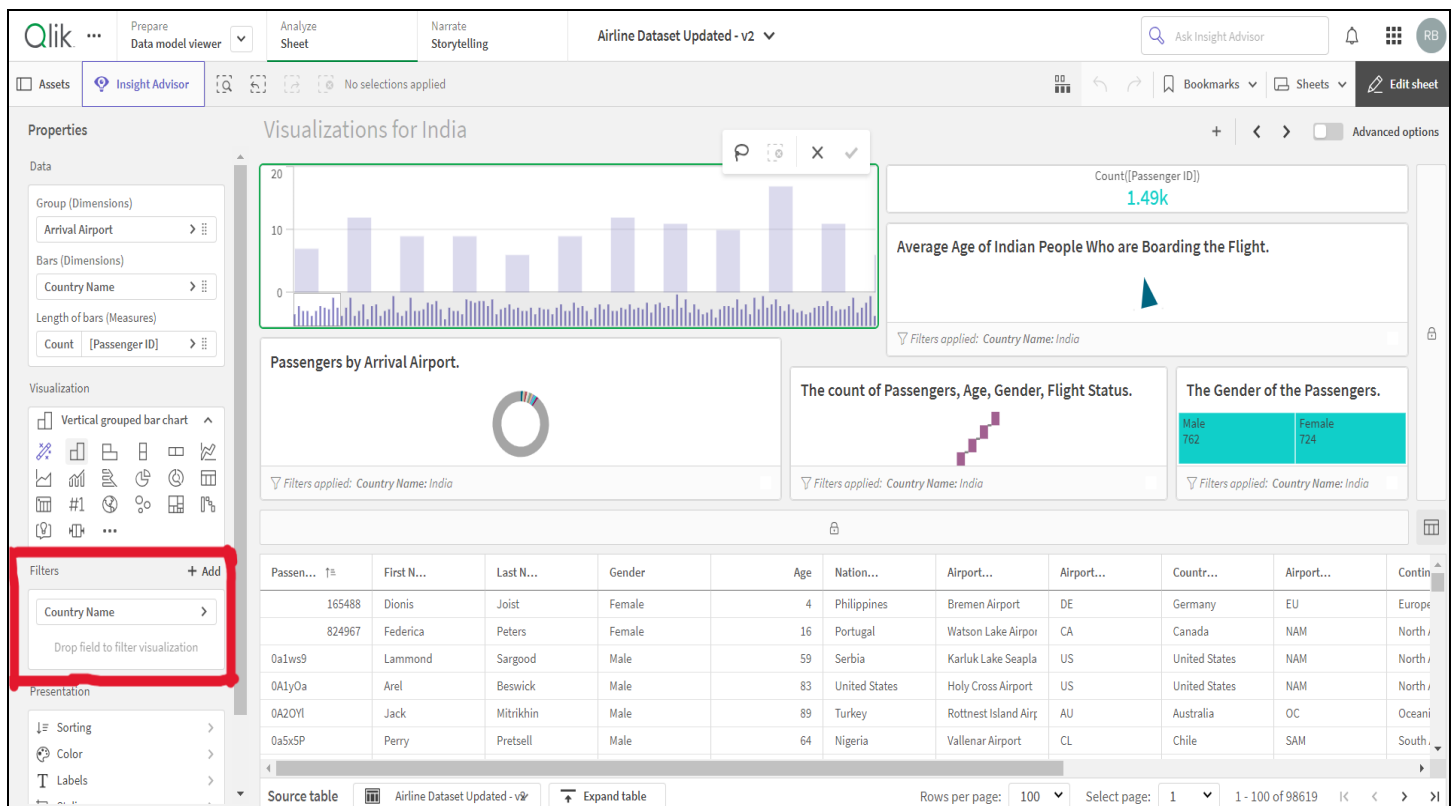 Qlik
Prepare
Data model viewer
Analyze
Sheet
Narrate
Storytelling
Airline Dataset Updated - v2
Ask Insight Advisor
RB
Assets
Insight Advisor
No selections applied
Bookmarks
Sheets
Edit sheet
Properties
Visualizations for India
Advanced options
Data
Group (Dimensions)
Arrival Airport
Bars (Dimensions)
Country Name
Length of bars (Measures)
Count [Passenger ID]
Visualization
Vertical grouped bar chart
#1
Filters
+ Add
Country Name
Drop field to filter visualization
Presentation
Sorting
Color
T Labels
20
10
0
Count([Passenger ID])
1.49k
Average Age of Indian People Who are Boarding the Flight.
Filters applied: Country Name: India
Passengers by Arrival Airport.
Filters applied: Country Name: India
The count of Passengers, Age, Gender, Flight Status.
Filters applied: Country Name: India
The Gender of the Passengers.
Male
762
Female
724
Filters applied: Country Name: India
Passen... First N... Last N... Gender Age Nation... Airport... Airport... Countr... Airport... Contin
165488 Dionis Joist Female 4 Philippines Bremen Airport DE Germany EU Europe
824967 Federica Peters Female 16 Portugal Watson Lake Airpor CA Canada NAM North
0a1ws9 Lammond Sargood Male 59 Serbia Karluk Lake Seapla US United States NAM North
0A1yOa Arel Beswick Male 83 United States Holy Cross Airport US United States NAM North
0A2OYl Jack Mitrikhin Male 89 Turkey Rottnest Island Airp AU Australia OC Oceani
0a5x5P Perry Pretsell Male 64 Nigeria Vallenar Airport CL Chile SAM South
Source table
Airline Dataset Updated - v2
Expand table
Rows per page: 100
Select page: 1
1 - 100 of 98619